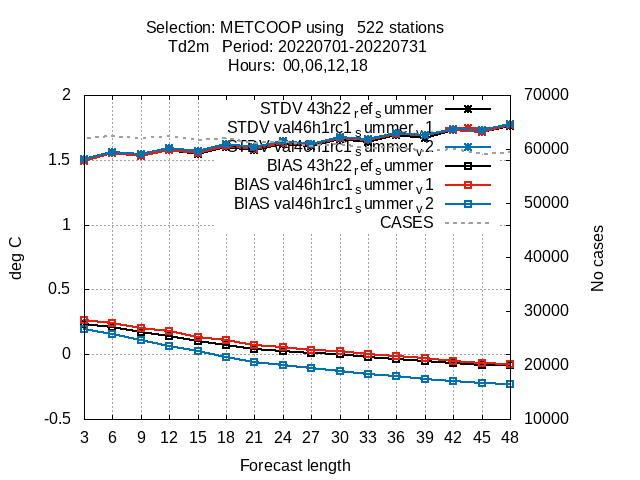 Selection: METCOOP using 522 stations
Td2m Period: 20220701-20220731
Hours: 00,06,12,18
STDV 43h22refsummer
STDV val46h1rc1summerv1
STDV val46h1rc1summerv2
BIAS 43h22refsummer
BIAS val46h1rc1summerv1
BIAS val46h1rc1summerv2
CASES
deg C
2
1.5
1
0.5
0
-0.5
No cases
70000
60000
50000
40000
30000
20000
10000
3 6 9 12 15 18 21 24 27 30 33 36 39 42 45 48
Forecast length